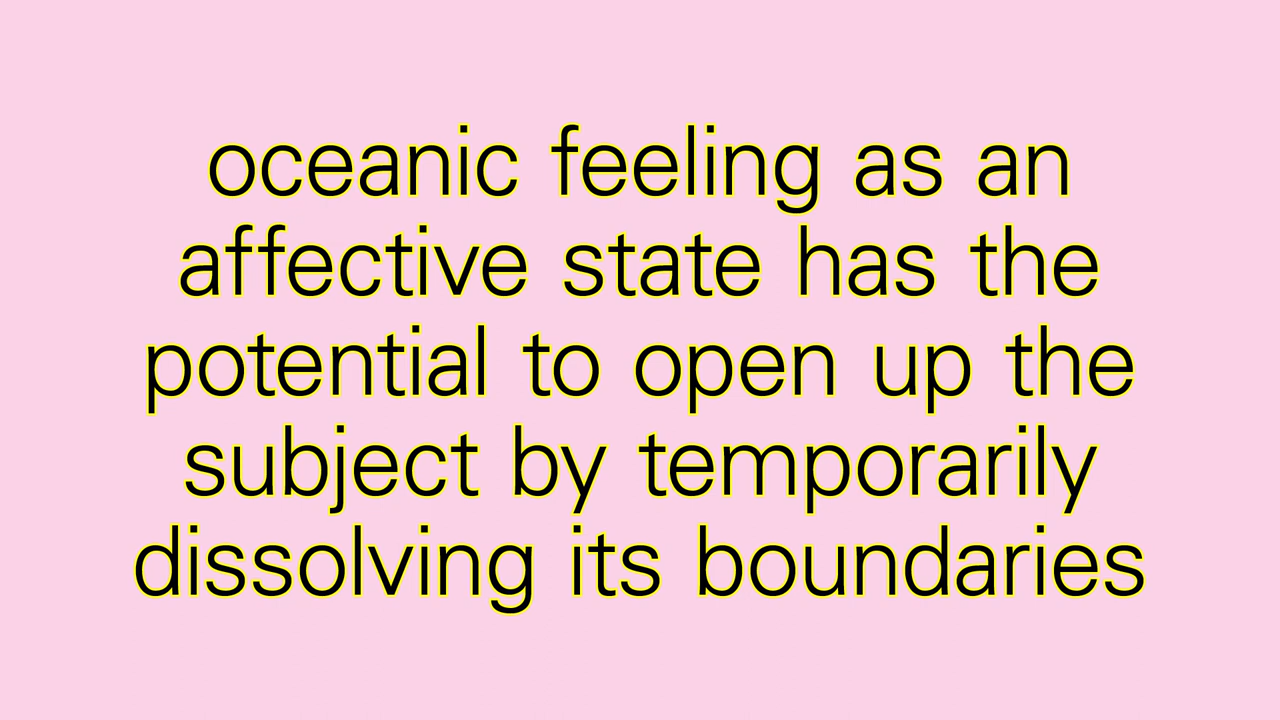 oceanic feeling as an
affective state has the
potential to open up the
subject by temporarily
dissolving its boundaries